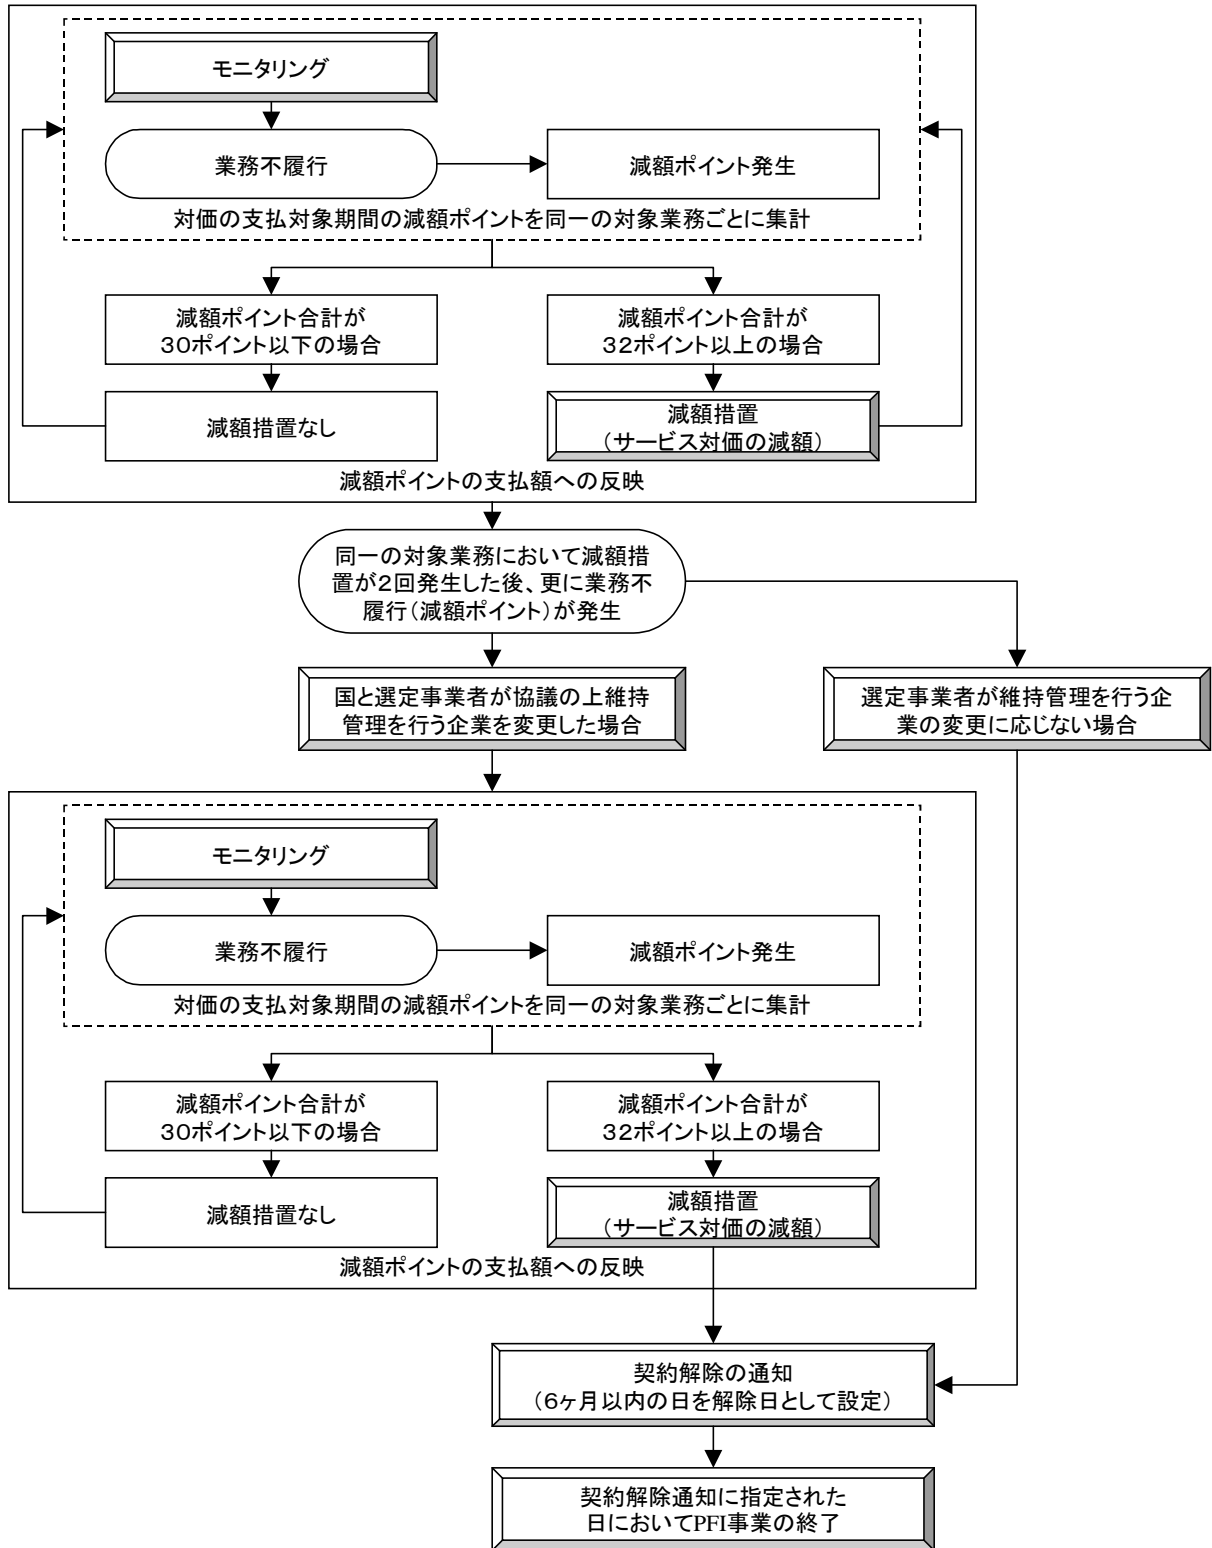 モニタリング
業務不履行
減額ポイント発生
対価の支払対象期間の減額ポイントを同一の対象業務ごとに集計
減額ポイント合計が
30ポイント以下の場合
減額ポイント合計が
32ポイント以上の場合
減額措置なし
減額措置
(サービス対価の減額)
減額ポイントの支払額への反映
同一の対象業務において減額措
置が2回発生した後、更に業務不
履行(減額ポイント)が発生
国と選定事業者が協議の上維持
管理を行う企業を変更した場合
選定事業者が維持管理を行う企
業の変更に応じない場合
モニタリング
業務不履行
減額ポイント発生
対価の支払対象期間の減額ポイントを同一の対象業務ごとに集計
減額ポイント合計が
30ポイント以下の場合
減額ポイント合計が
32ポイント以上の場合
減額措置なし
減額措置
(サービス対価の減額)
減額ポイントの支払額への反映
契約解除の通知
(6ヶ月以内の日を解除日として設定)
契約解除通知に指定された
日においてPFI事業の終了